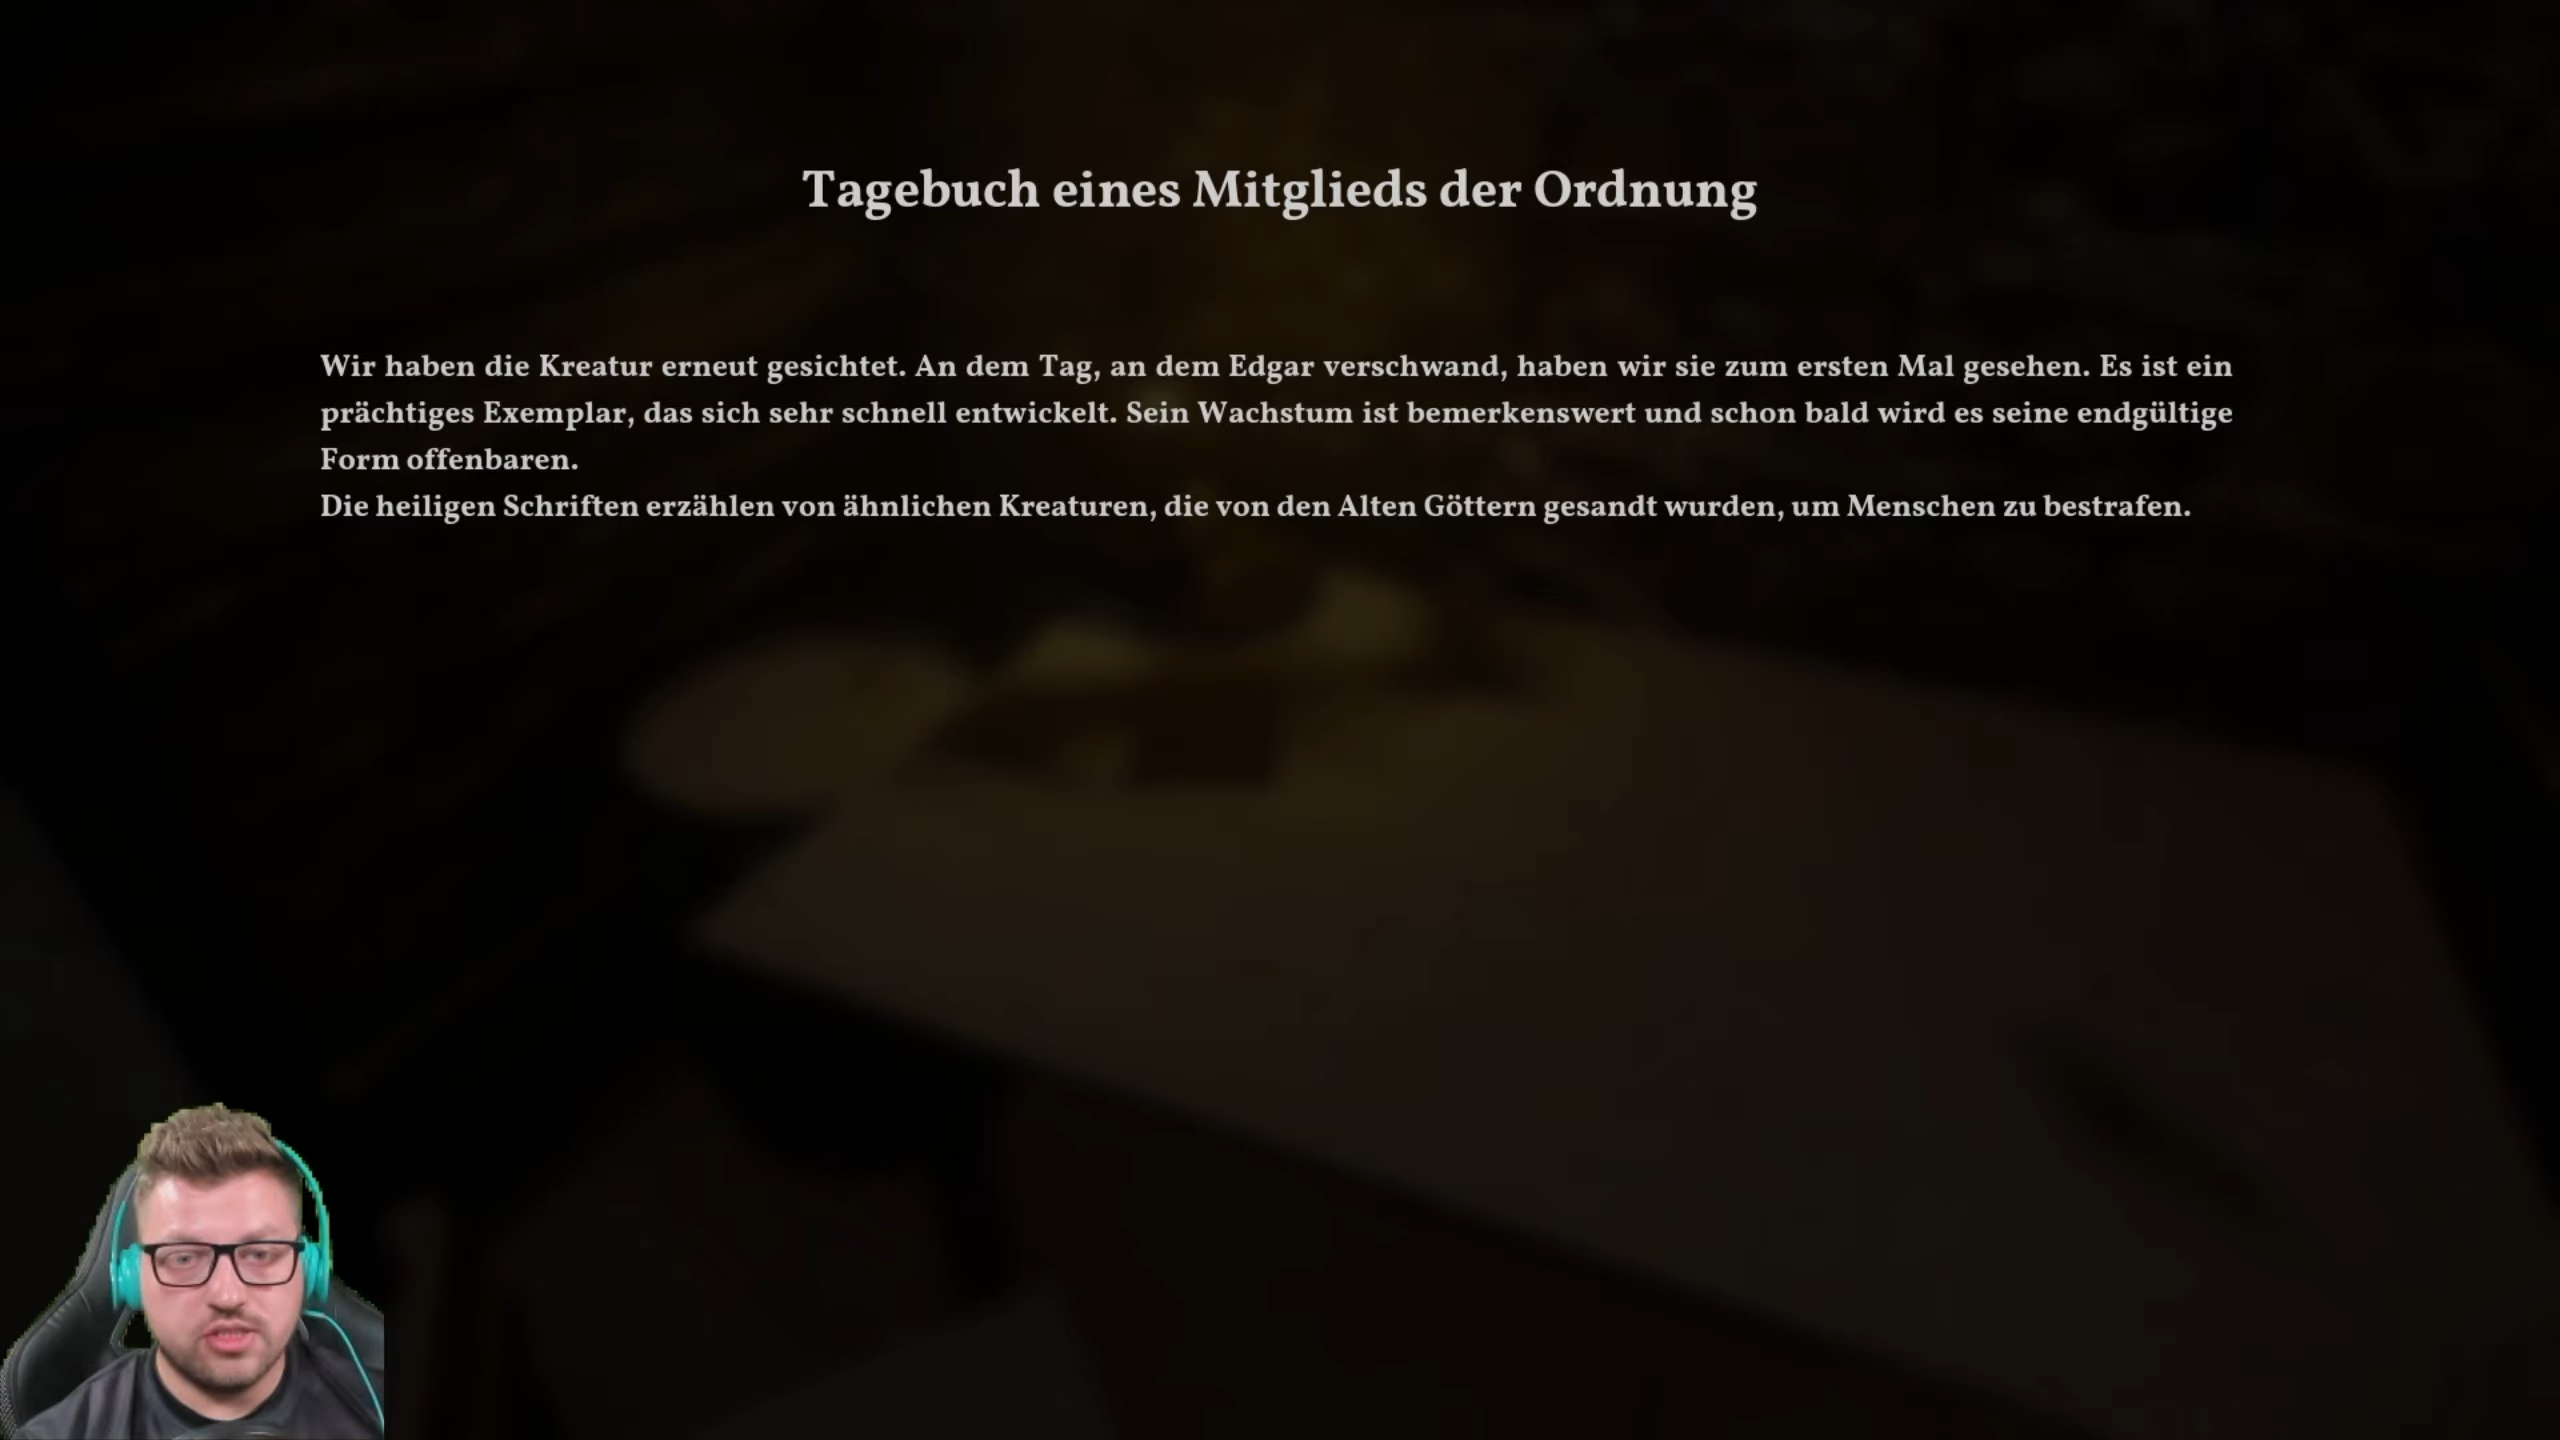 Tagebuch eines Mitglieds der Ordnung
Wir haben die Kreatur erneut gesichtet. An dem Tag, an dem Edgar verschwand, haben wir sie zum ersten Mal gesehen. Es ist ein
prächtiges Exemplar, das sich sehr schnell entwickelt. Sein Wachstum ist bemerkenswert und schon bald wird es seine endgültige
Form offenbaren.
Die heiligen Schriften erzählen von ähnlichen Kreaturen, die von den Alten Göttern gesandt wurden, um Menschen zu bestrafen.